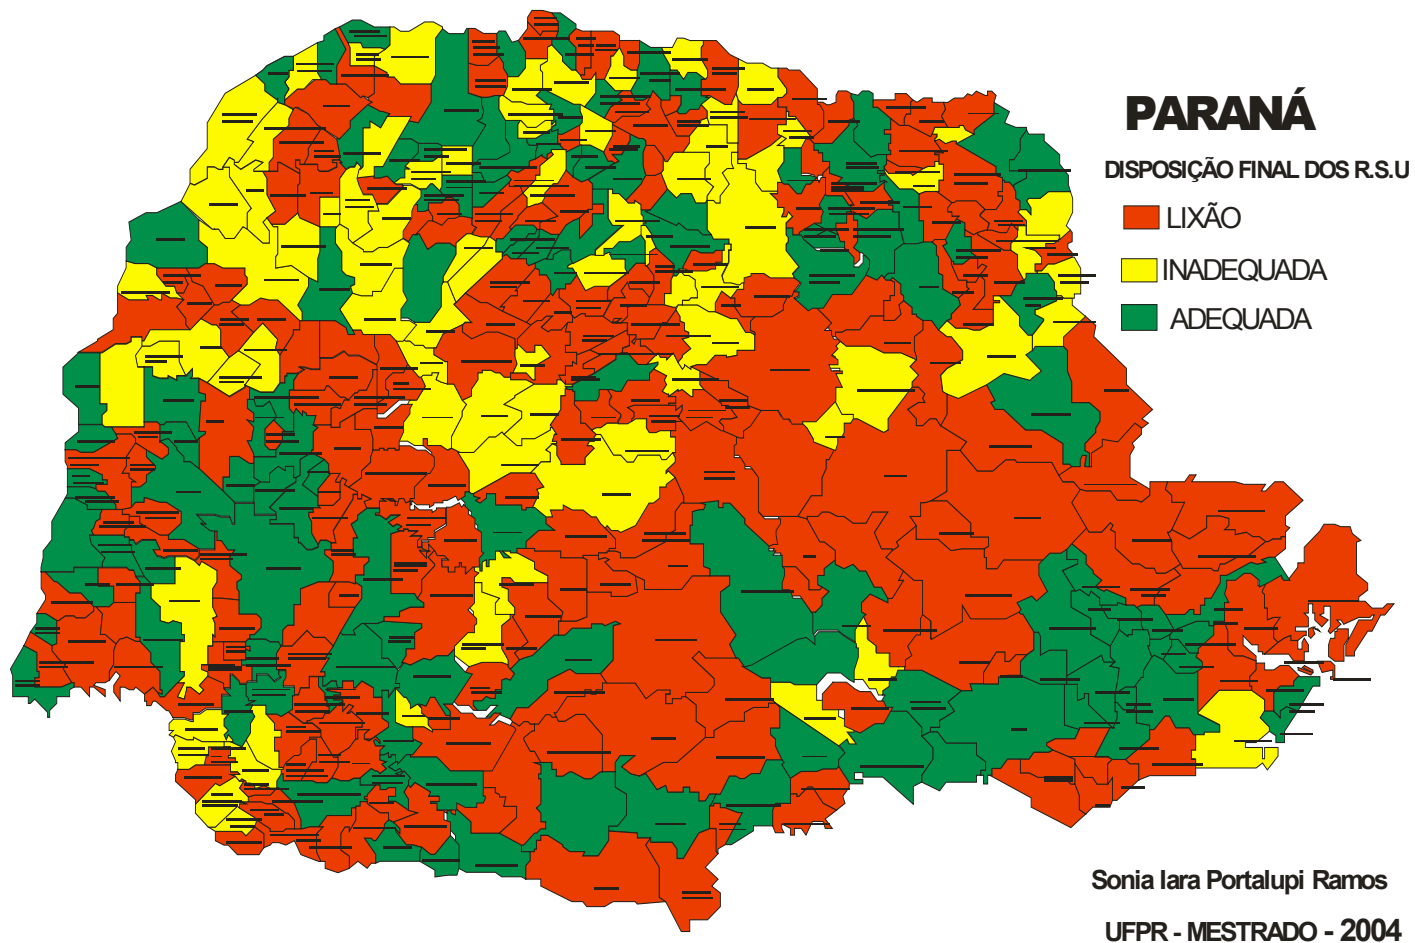 PARANÁ
DISPOSIÇÃO FINAL DOS R.S.U
LIXÃO
INADEQUADA
ADEQUADA
Sonia Iara Portalupi Ramos
UFPR - MESTRADO - 2004